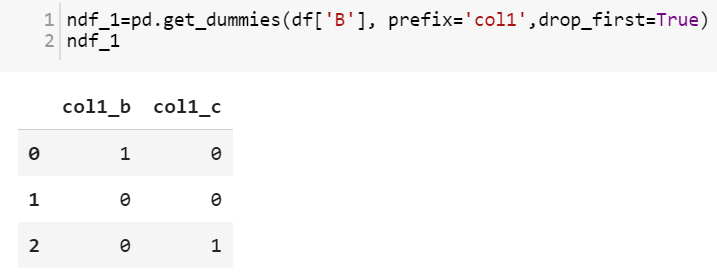 1 ndf_1=pd.get_dummies(df['B'], prefix='col1',drop_first=True)
2 ndf_1
col1_b col1_c
0 1 0
1 0 0
2 0 1